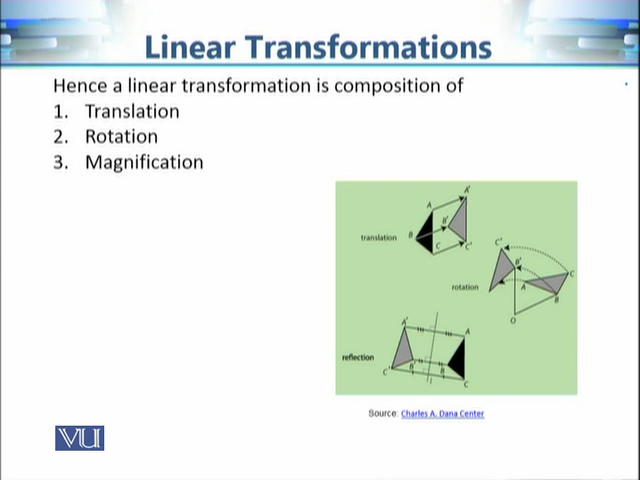 Linear Transformations
Hence a linear transformation is composition of
1. Translation
2. Rotation
3. Magnification
A'
A
B'
translation
B
C
C'
C'
B'
C
rotation
A
B
O
A'
A
reflection
B'
B
C'
l
C
Source: Charles A. Dana Center
VU